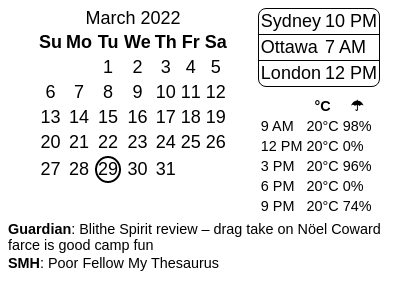 March 2022
Su Mo Tu We Th Fr Sa
1 2 3 4 5
6 7 8 9 10 11 12
13 14 15 16 17 18 19
20 21 22 23 24 25 26
27 28 29 30 31
Sydney 10 PM
Ottawa 7 AM
London 12 PM
°C ☂
9 AM 20°C 98%
12 PM 20°C 0%
3 PM 20°C 96%
6 PM 20°C 0%
9 PM 20°C 74%
Guardian: Blithe Spirit review – drag take on Nöel Coward
farce is good camp fun
SMH: Poor Fellow My Thesaurus